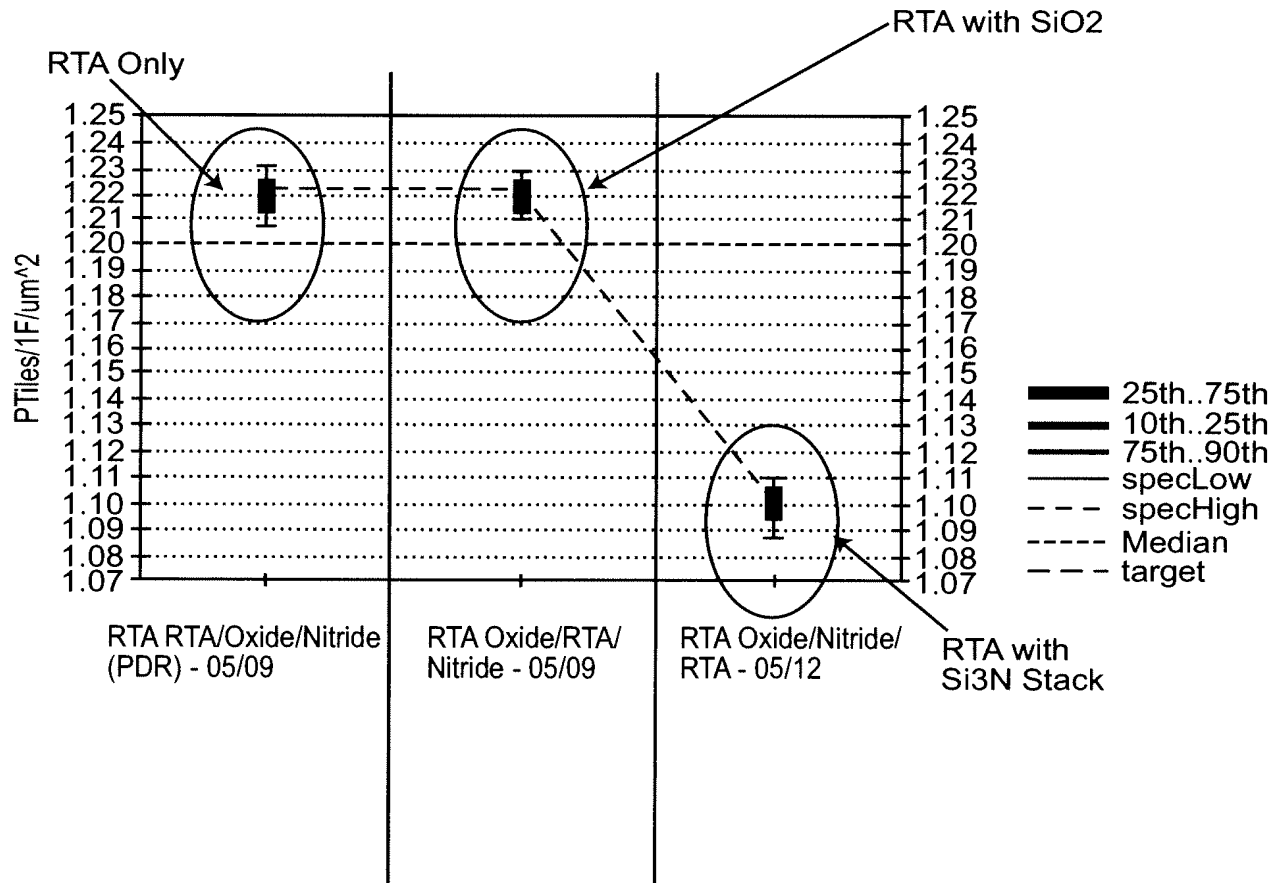 RTA with SiO2
RTA Only
1.25
1.24
1.23
1.22
1.21
1.20
1.19
1.18
1.17
1.16
1.15
1.14
1.13
1.12
1.11
1.10
1.09
1.08
1.07
PTiles/1F/um^2
1.25
1.24
1.23
1.22
1.21
1.20
1.19
1.18
1.17
1.16
1.15
1.14
1.13
1.12
1.11
1.10
1.09
1.08
1.07
25th..75th
10th..25th
75th..90th
specLow
specHigh
Median
target
RTA RTA/Oxide/Nitride
(PDR) - 05/09
RTA Oxide/RTA/
Nitride - 05/09
RTA Oxide/Nitride/
RTA - 05/12
RTA with
Si3N Stack